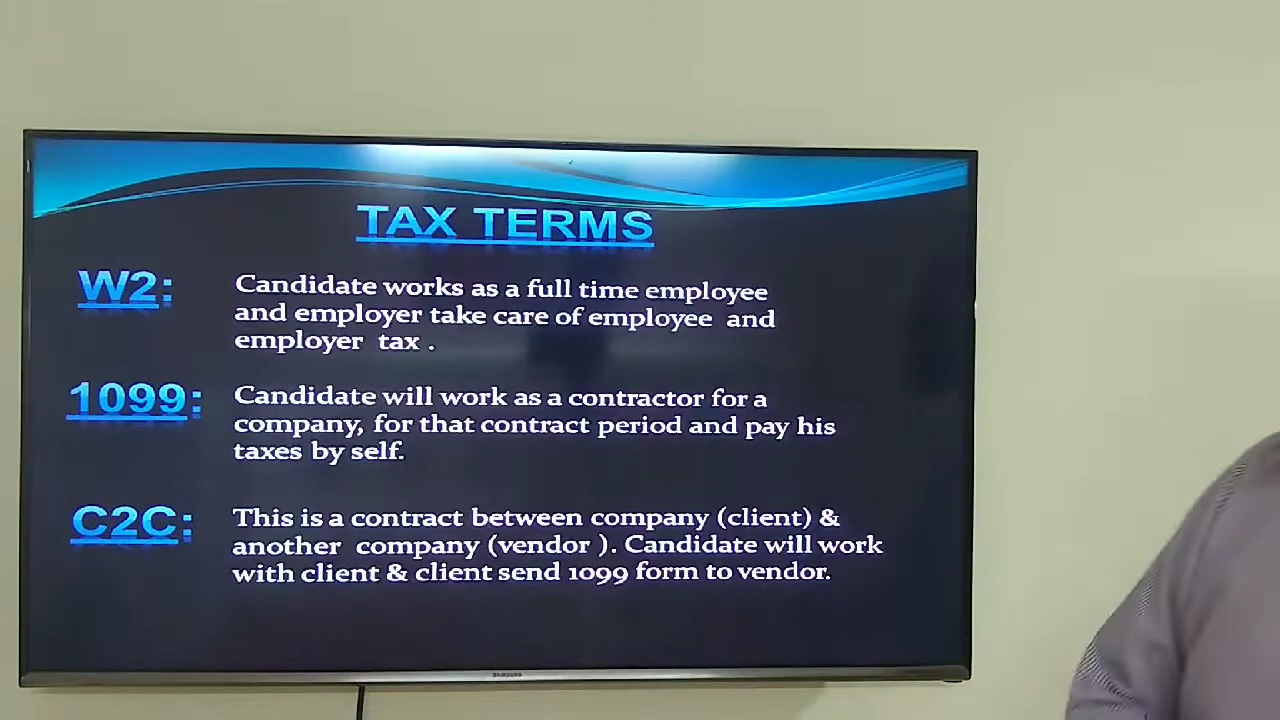 TAX TERMS
W2:
Candidate works as a full time employee
and employer take care of employee and
employer tax .
1099:
Candidate will work as a contractor for a
company, for that contract period and pay his
taxes by self.
C2C:
This is a contract between company (client) &
another company (vendor ). Candidate will work
with client & client send 1099 form to vendor.
SAMSUNG